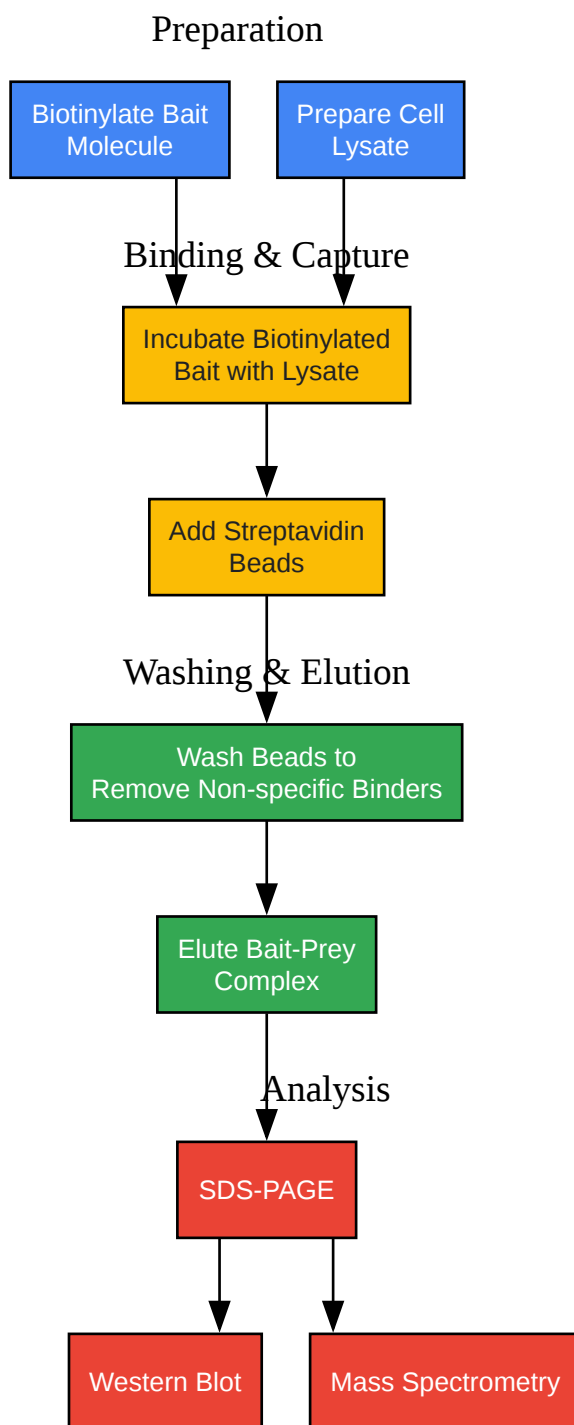 Preparation
Biotinylate Bait
Molecule
Prepare Cell
Lysate
Binding & Capture
Incubate Biotinylated
Bait with Lysate
Add Streptavidin
Beads
Washing & Elution
Wash Beads to
Remove Non-specific Binders
Elute Bait-Prey
Complex
Analysis
SDS-PAGE
Western Blot
Mass Spectrometry